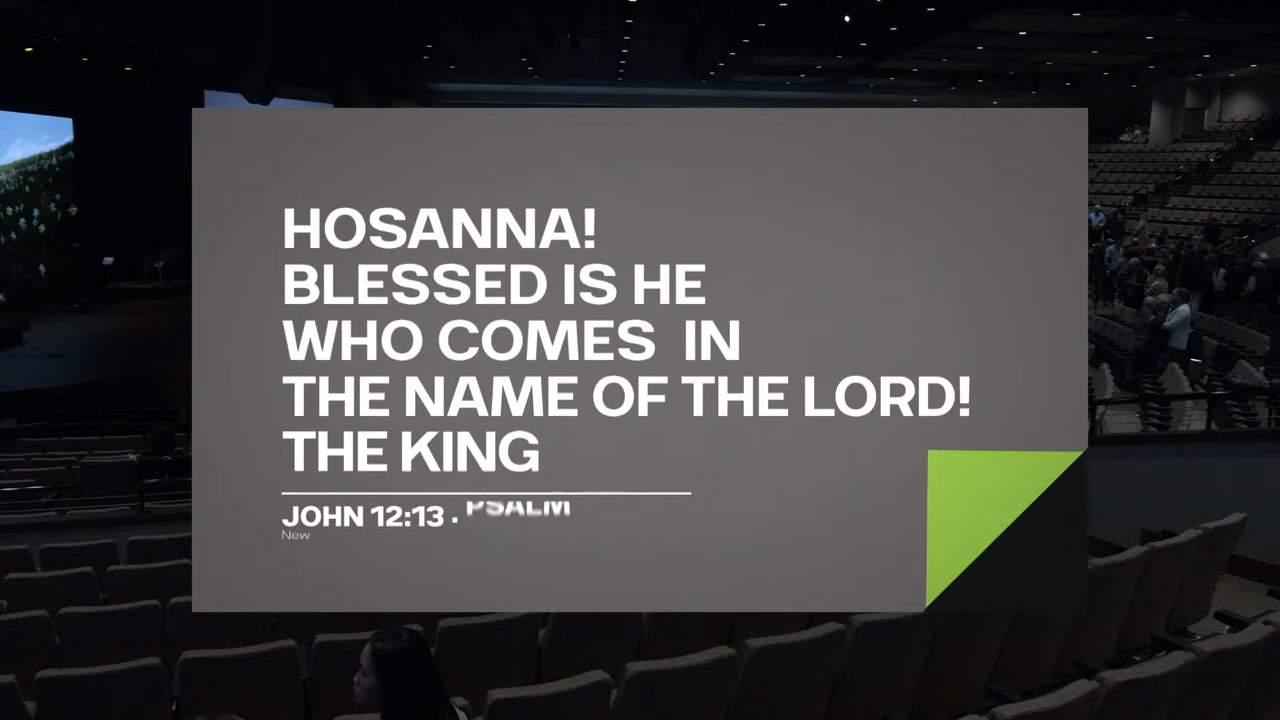 HOSANNA!
BLESSED IS HE
WHO COMES IN
THE NAME OF THE LORD!
THE KING
JOHN 12:13 · PSALM
New